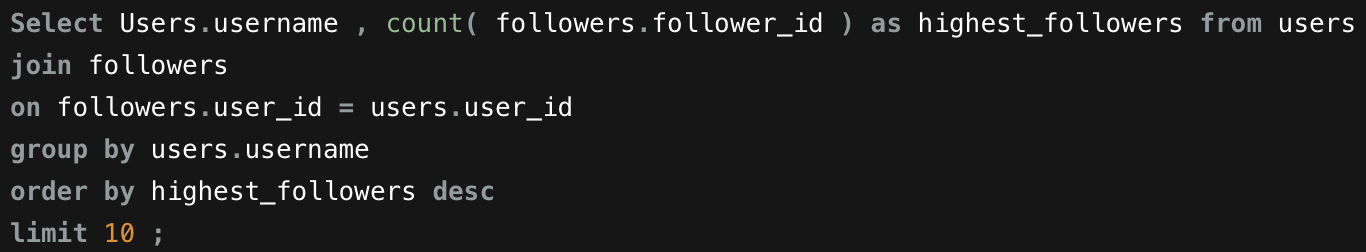 Select Users.username , count( followers.follower_id ) as highest_followers from users
join followers
on followers.user_id = users.user_id
group by users.username
order by highest_followers desc
limit 10 ;